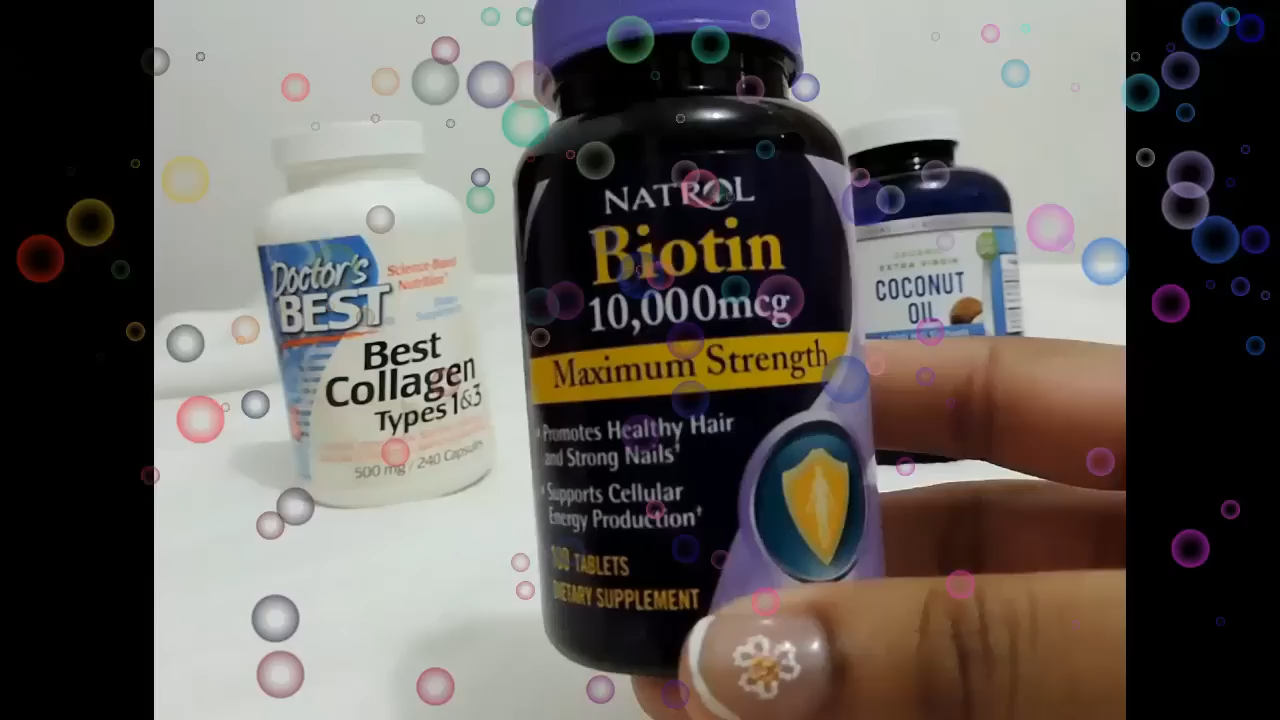 Doctor's
BEST
Science-Based
Nutrition
Best
Collagen
Types 1&3
500 mg / 240 Capsules
NATROL
Biotin
10,000mcg
Maximum Strength
• Promotes Healthy Hair
and Strong Nails†
• Supports Cellular
Energy Production†
100 TABLETS
DIETARY SUPPLEMENT
ORGANIC
EXTRA VIRGIN
COCONUT
OIL